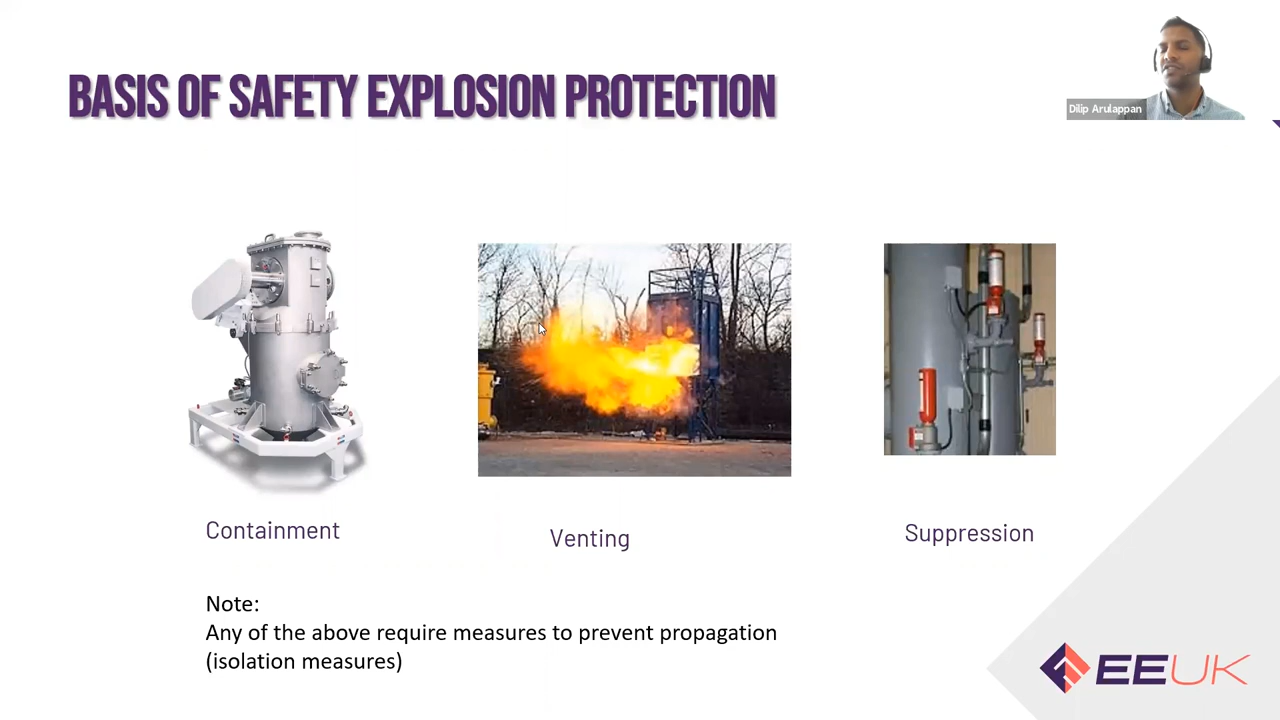 BASIS OF SAFETY EXPLOSION PROTECTION
Dilip Arulappan
Containment
Venting
Suppression
Note:
Any of the above require measures to prevent propagation
(isolation measures)
EEUK